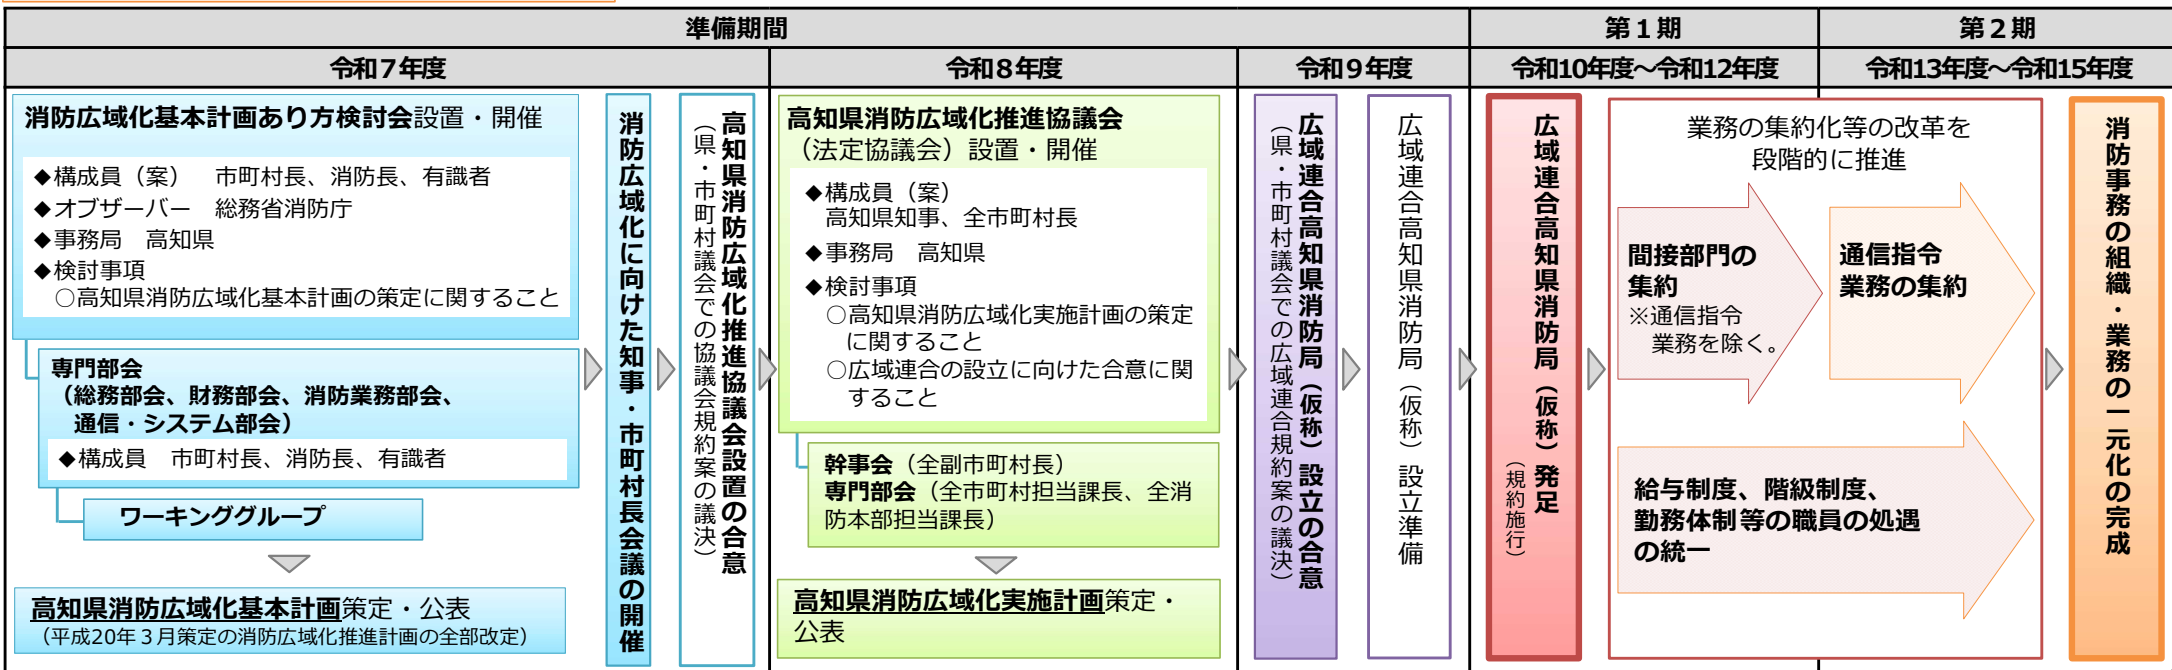 準備期間
第１期
第２期
令和７年度
令和８年度
令和９年度
令和10年度～令和12年度
令和13年度～令和15年度
消防広域化基本計画あり方検討会設置・開催
◆構成員（案）　市町村長、消防長、有識者
◆オブザーバー　総務省消防庁
◆事務局　高知県
◆検討事項
○高知県消防広域化基本計画の策定に関すること
専門部会
（総務部会、財務部会、消防業務部会、
通信・システム部会）
◆構成員　市町村長、消防長、有識者
ワーキンググループ
高知県消防広域化基本計画策定・公表
（平成20年３月策定の消防広域化推進計画の全部改定）
消防広域化に向けた知事・市町村長会議の開催
高知県消防広域化推進協議会設置の合意
（県・市町村議会での協議会規約案の議決）
高知県消防広域化推進協議会
（法定協議会）設置・開催
◆構成員（案）
高知県知事、全市町村長
◆事務局　高知県
◆検討事項
○高知県消防広域化実施計画の策定
に関すること
○広域連合の設立に向けた合意に関
すること
幹事会（全副市町村長）
専門部会（全市町村担当課長、全消
防本部担当課長）
高知県消防広域化実施計画策定・
公表
広域連合高知県消防局（仮称）設立の合意
（県・市町村議会での広域連合規約案の議決）
広域連合高知県消防局（仮称）設立準備
広域連合高知県消防局（仮称）発足
（規約施行）
業務の集約化等の改革を
段階的に推進
間接部門の
集約
※通信指令
業務を除く。
通信指令
業務の集約
給与制度、階級制度、
勤務体制等の職員の処遇
の統一
消防事務の組織・業務の一元化の完成